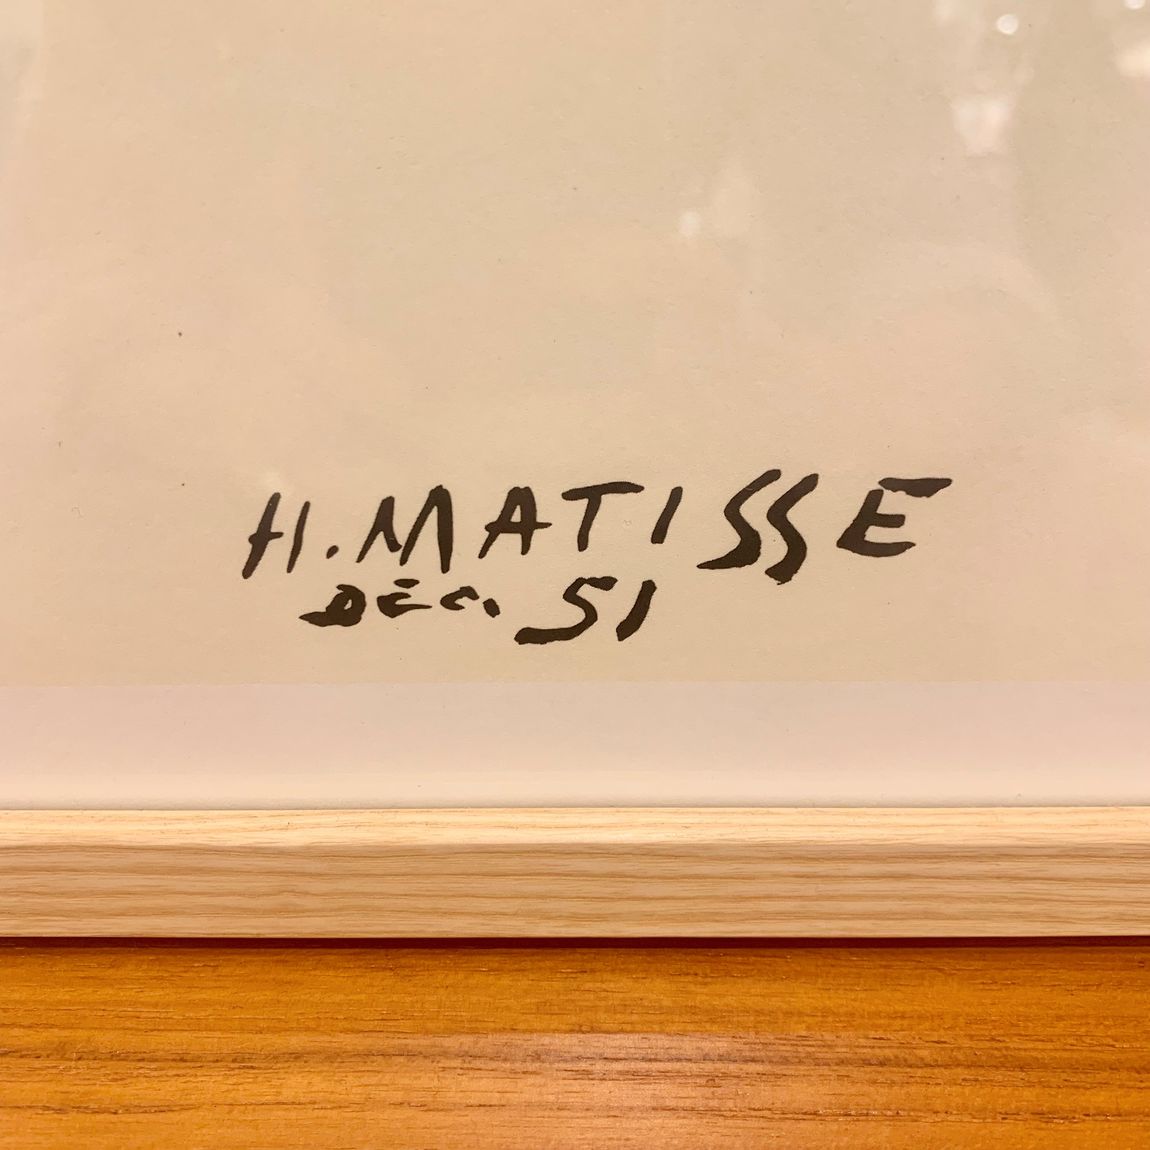 H. MATISSE
DÉC. 51